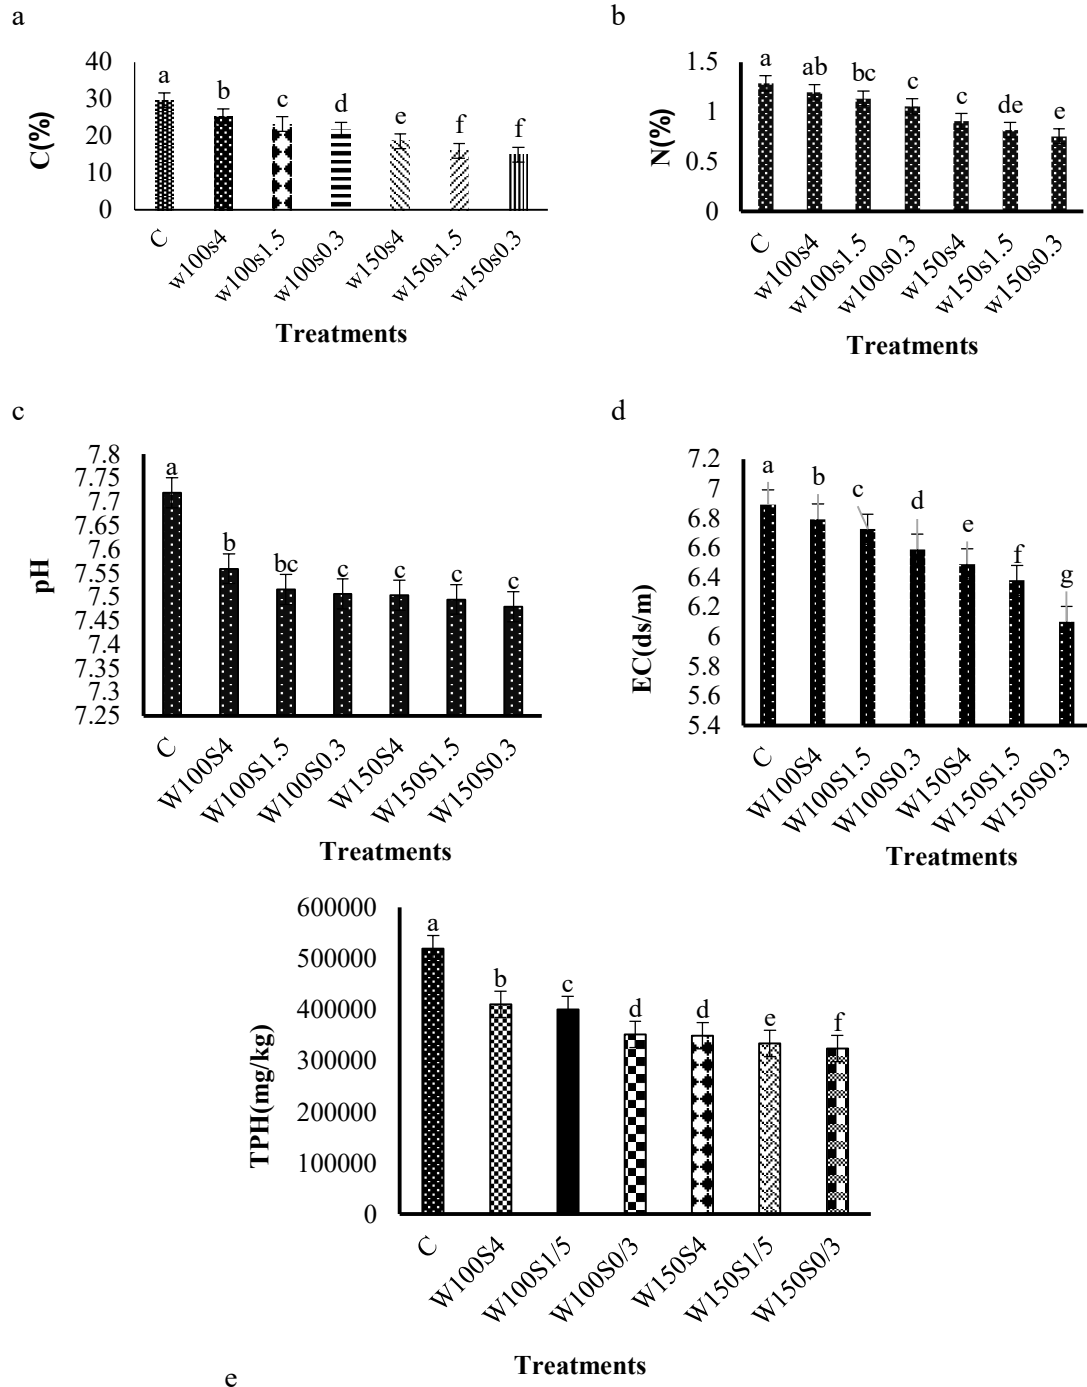 a
40
30
20
10
0
C(%)
a b c d e f f
C w100s4 w100s1.5 w100s0.3 w150s4 w150s1.5 w150s0.3
Treatments
b
1.5
1
0.5
0
N(%)
a ab bc c c de e
C w100s4 w100s1.5 w100s0.3 w150s4 w150s1.5 w150s0.3
Treatments
c
7.8
7.75
7.7
7.65
7.6
7.55
7.5
7.45
7.4
7.35
7.3
7.25
pH
a b bc c c c c
C W100S4 W100S1.5 W100S0.3 W150S4 W150S1.5 W150S0.3
Treatments
d
7.2
7
6.8
6.6
6.4
6.2
6
5.8
5.6
5.4
EC(ds/m)
a b c d e f g
C W100S4 W100S1.5 W100S0.3 W150S4 W150S1.5 W150S0.3
Treatments
600000
500000
400000
300000
200000
100000
0
TPH(mg/kg)
a b c d d e f
C W100S4 W100S1/5 W100S0/3 W150S4 W150S1/5 W150S0/3
Treatments
e